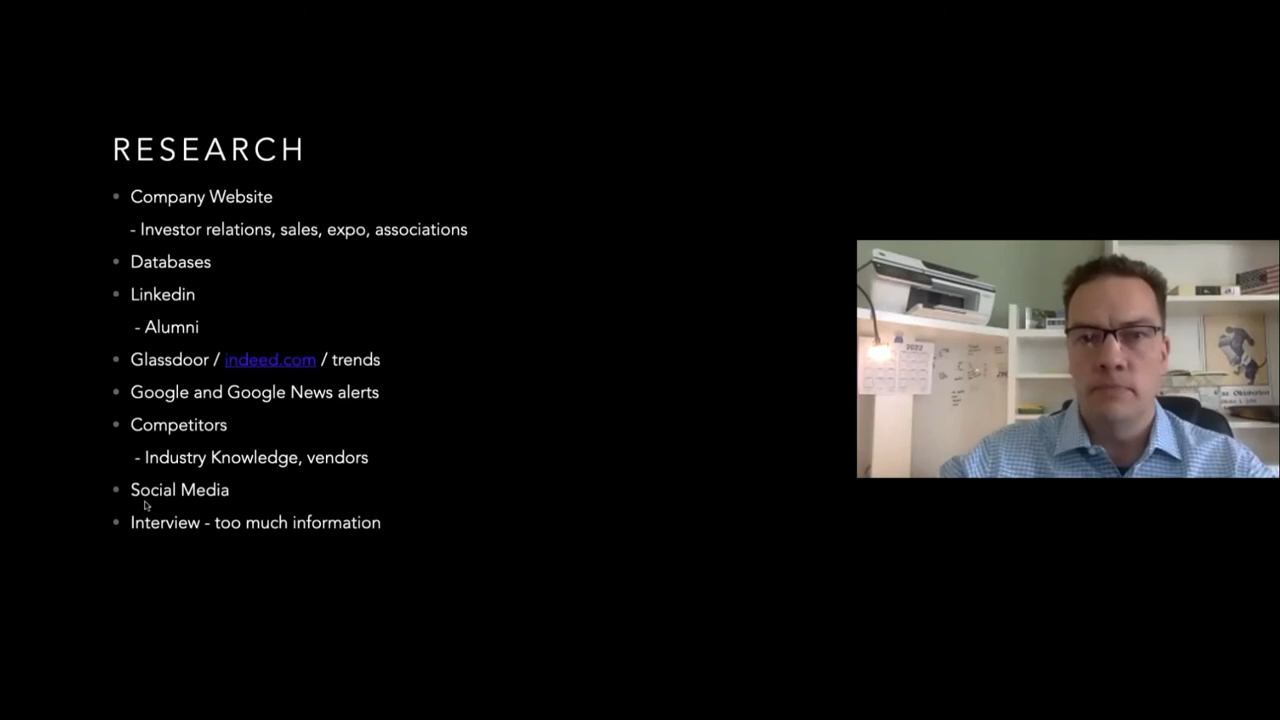 RESEARCH
• Company Website
- Investor relations, sales, expo, associations
• Databases
• Linkedin
- Alumni
• Glassdoor / indeed.com / trends
• Google and Google News alerts
• Competitors
- Industry Knowledge, vendors
• Social Media
• Interview - too much information
2022